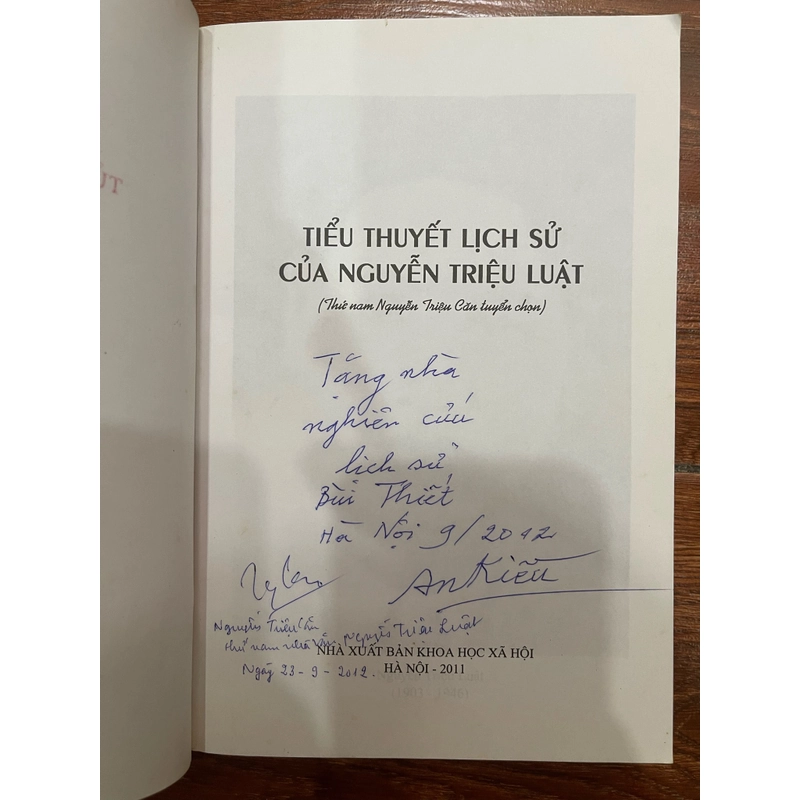 TIỂU THUYẾT LỊCH SỬ
CỦA NGUYỄN TRIỆU LUẬT
(Thứ nam Nguyễn Triệu Căn tuyển chọn)
Tặng nhà
nghiên cứu
lịch sử
Bùi Thiết
Hà Nội 9/2012
An Kiều
Nguyễn Triệu Căn
thứ nam nhà văn Nguyễn Triệu Luật
Ngày 23-9-2012.
NHÀ XUẤT BẢN KHOA HỌC XÃ HỘI
HÀ NỘI - 2011